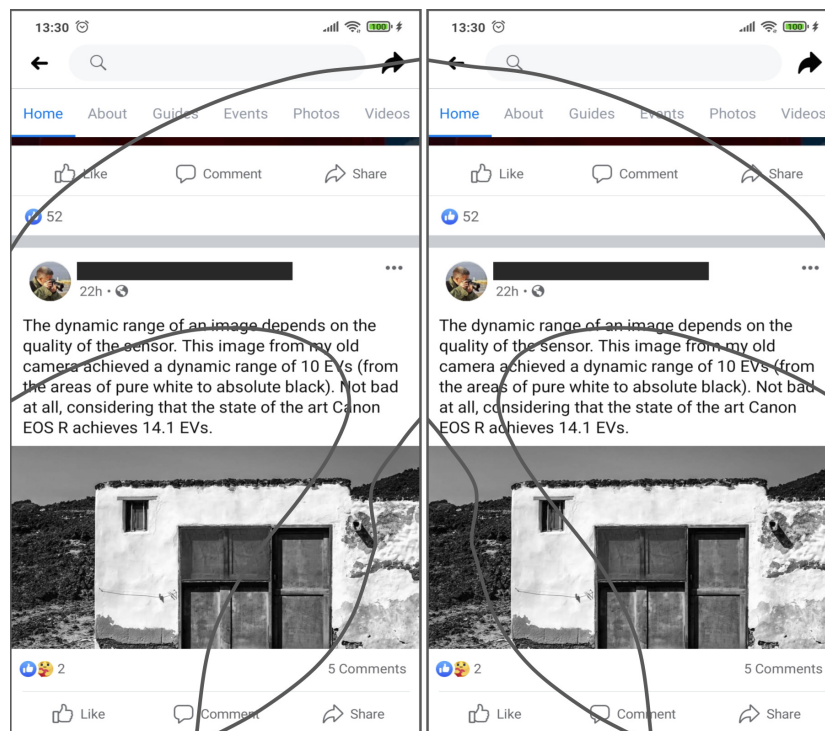 13:30
100
Home About Guides Events Photos Videos
Like Comment Share
52
22h
The dynamic range of an image depends on the
quality of the sensor. This image from my old
camera achieved a dynamic range of 10 EVs (from
the areas of pure white to absolute black). Not bad
at all, considering that the state of the art Canon
EOS R achieves 14.1 EVs.
2 5 Comments
Like Comment Share
13:30
100
Home About Guides Events Photos Videos
Like Comment Share
52
22h
The dynamic range of an image depends on the
quality of the sensor. This image from my old
camera achieved a dynamic range of 10 EVs (from
the areas of pure white to absolute black). Not bad
at all, considering that the state of the art Canon
EOS R achieves 14.1 EVs.
2 5 Comments
Like Comment Share